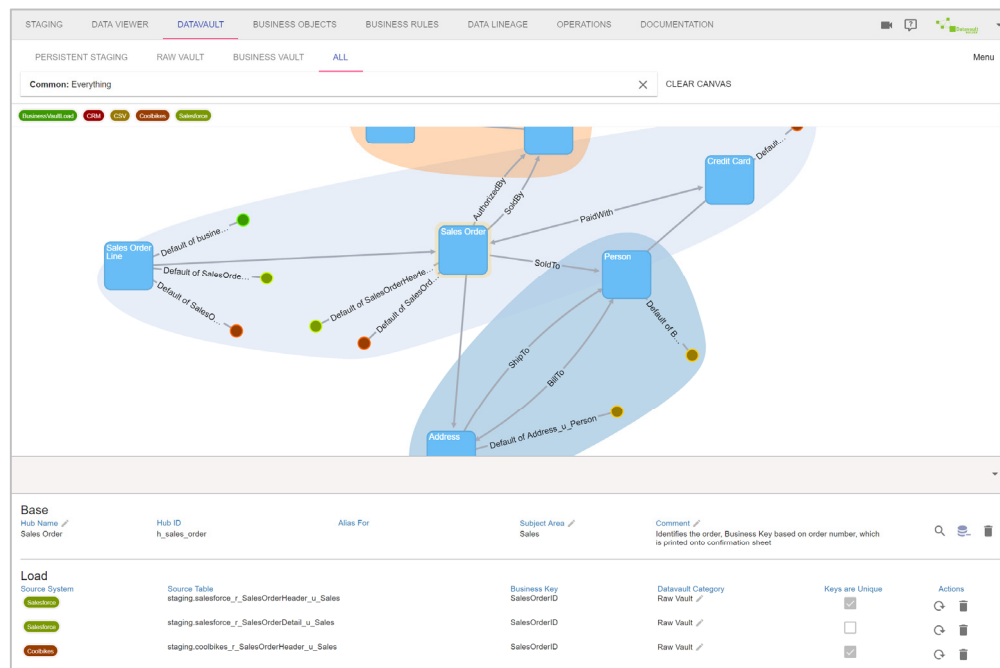 STAGING DATA VIEWER DATAVAULT BUSINESS OBJECTS BUSINESS RULES DATA LINEAGE OPERATIONS DOCUMENTATION
PERSISTENT STAGING RAW VAULT BUSINESS VAULT ALL Menu
Common: Everything CLEAR CANVAS
BusinessVaultLoad CRM CSV Coolbikes Salesforce
Credit Card
Default...
AuthorizedBy
SoldBy
PaidWith
Sales Order
Line
Default of busine...
Default of SalesOrde...
Default of SalesO...
Sales Order
Default of SalesOrderHeade...
Default of SalesOrd...
SoldTo
Person
Default of B...
ShipTo
BillTo
Address
Default of Address_u_Person
Base
Hub Name Hub ID Alias For Subject Area Comment
Sales Order h_sales_order Sales Identifies the order, Business Key based on order number, which
is printed onto confirmation sheet
Load
Source System Source Table Business Key Datavault Category Keys are Unique Actions
Salesforce staging.salesforce_r_SalesOrderHeader_u_Sales SalesOrderID Raw Vault
Salesforce staging.salesforce_r_SalesOrderDetail_u_Sales SalesOrderID Raw Vault
Coolbikes staging.coolbikes_r_SalesOrderHeader_u_Sales SalesOrderID Raw Vault